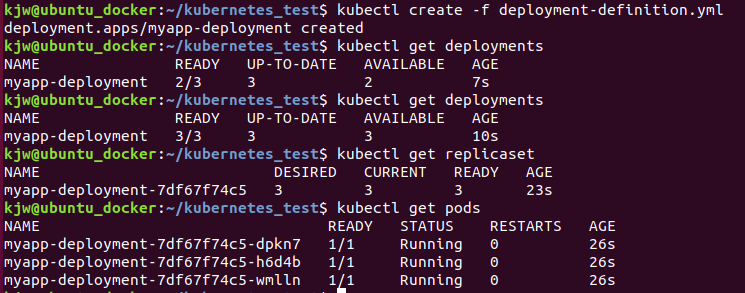 kjw@ubuntu_docker:~/kubernetes_test$ kubectl create -f deployment-definition.yml
deployment.apps/myapp-deployment created
kjw@ubuntu_docker:~/kubernetes_test$ kubectl get deployments
NAME               READY   UP-TO-DATE   AVAILABLE   AGE
myapp-deployment   2/3     3            2           7s
kjw@ubuntu_docker:~/kubernetes_test$ kubectl get deployments
NAME               READY   UP-TO-DATE   AVAILABLE   AGE
myapp-deployment   3/3     3            3           10s
kjw@ubuntu_docker:~/kubernetes_test$ kubectl get replicaset
NAME                          DESIRED   CURRENT   READY   AGE
myapp-deployment-7df67f74c5   3         3         3       23s
kjw@ubuntu_docker:~/kubernetes_test$ kubectl get pods
NAME                                READY   STATUS    RESTARTS   AGE
myapp-deployment-7df67f74c5-dpkn7   1/1     Running   0          26s
myapp-deployment-7df67f74c5-h6d4b   1/1     Running   0          26s
myapp-deployment-7df67f74c5-wmlln   1/1     Running   0          26s